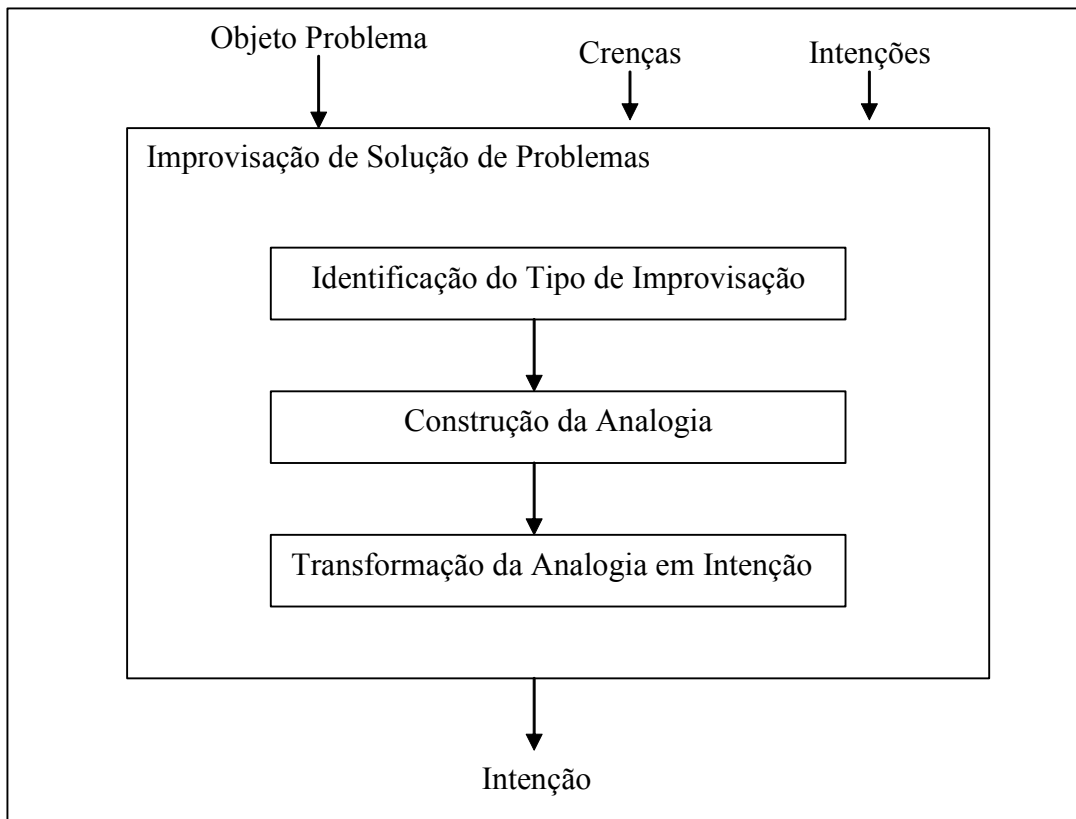 Objeto Problema
Crenças
Intenções
Improvisação de Solução de Problemas
Identificação do Tipo de Improvisação
Construção da Analogia
Transformação da Analogia em Intenção
Intenção